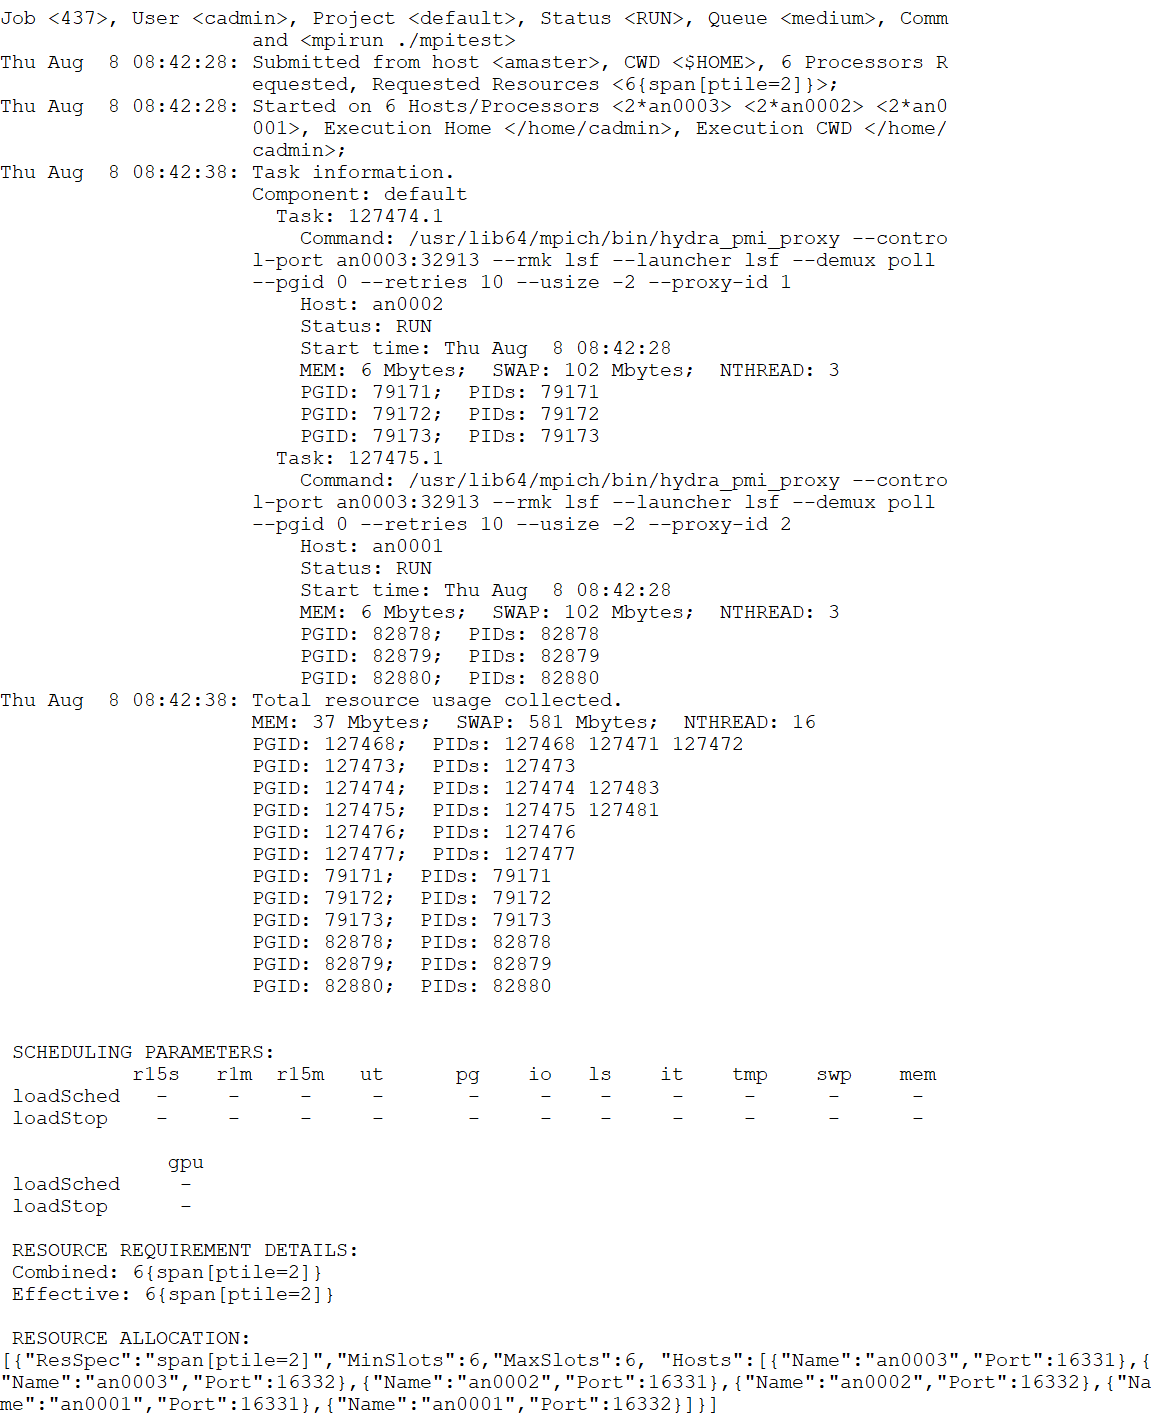 Job <437>, User <cadmin>, Project <default>, Status <RUN>, Queue <medium>, Comm
                     and <mpirun ./mpitest>
Thu Aug  8 08:42:28: Submitted from host <amaster>, CWD <$HOME>, 6 Processors R
                     equested, Requested Resources <6{span[ptile=2]}>;
Thu Aug  8 08:42:28: Started on 6 Hosts/Processors <2*an0003> <2*an0002> <2*an0
                     001>, Execution Home </home/cadmin>, Execution CWD </home/
                     cadmin>;
Thu Aug  8 08:42:38: Task information.
                     Component: default
                       Task: 127474.1
                         Command: /usr/lib64/mpich/bin/hydra_pmi_proxy --contro
                     l-port an0003:32913 --rmk lsf --launcher lsf --demux poll
                     --pgid 0 --retries 10 --usize -2 --proxy-id 1
                         Host: an0002
                         Status: RUN
                         Start time: Thu Aug  8 08:42:28
                         MEM: 6 Mbytes;  SWAP: 102 Mbytes;  NTHREAD: 3
                         PGID: 79171;  PIDs: 79171
                         PGID: 79172;  PIDs: 79172
                         PGID: 79173;  PIDs: 79173
                       Task: 127475.1
                         Command: /usr/lib64/mpich/bin/hydra_pmi_proxy --contro
                     l-port an0003:32913 --rmk lsf --launcher lsf --demux poll
                     --pgid 0 --retries 10 --usize -2 --proxy-id 2
                         Host: an0001
                         Status: RUN
                         Start time: Thu Aug  8 08:42:28
                         MEM: 6 Mbytes;  SWAP: 102 Mbytes;  NTHREAD: 3
                         PGID: 82878;  PIDs: 82878
                         PGID: 82879;  PIDs: 82879
                         PGID: 82880;  PIDs: 82880
Thu Aug  8 08:42:38: Total resource usage collected.
                     MEM: 37 Mbytes;  SWAP: 581 Mbytes;  NTHREAD: 16
                     PGID: 127468;  PIDs: 127468 127471 127472
                     PGID: 127473;  PIDs: 127473
                     PGID: 127474;  PIDs: 127474 127483
                     PGID: 127475;  PIDs: 127475 127481
                     PGID: 127476;  PIDs: 127476
                     PGID: 127477;  PIDs: 127477
                     PGID: 79171;  PIDs: 79171
                     PGID: 79172;  PIDs: 79172
                     PGID: 79173;  PIDs: 79173
                     PGID: 82878;  PIDs: 82878
                     PGID: 82879;  PIDs: 82879
                     PGID: 82880;  PIDs: 82880
 SCHEDULING PARAMETERS:
           r15s   r1m  r15m   ut      pg    io   ls    it    tmp    swp    mem
 loadSched   -     -     -     -       -     -    -     -     -      -      -
 loadStop    -     -     -     -       -     -    -     -     -      -      -
              gpu
 loadSched     -
 loadStop      -
 RESOURCE REQUIREMENT DETAILS:
 Combined: 6{span[ptile=2]}
 Effective: 6{span[ptile=2]}
 RESOURCE ALLOCATION:
[{"ResSpec":"span[ptile=2]","MinSlots":6,"MaxSlots":6, "Hosts":[{"Name":"an0003","Port":16331},{
"Name":"an0003","Port":16332},{"Name":"an0002","Port":16331},{"Name":"an0002","Port":16332},{"Na
me":"an0001","Port":16331},{"Name":"an0001","Port":16332}]}]